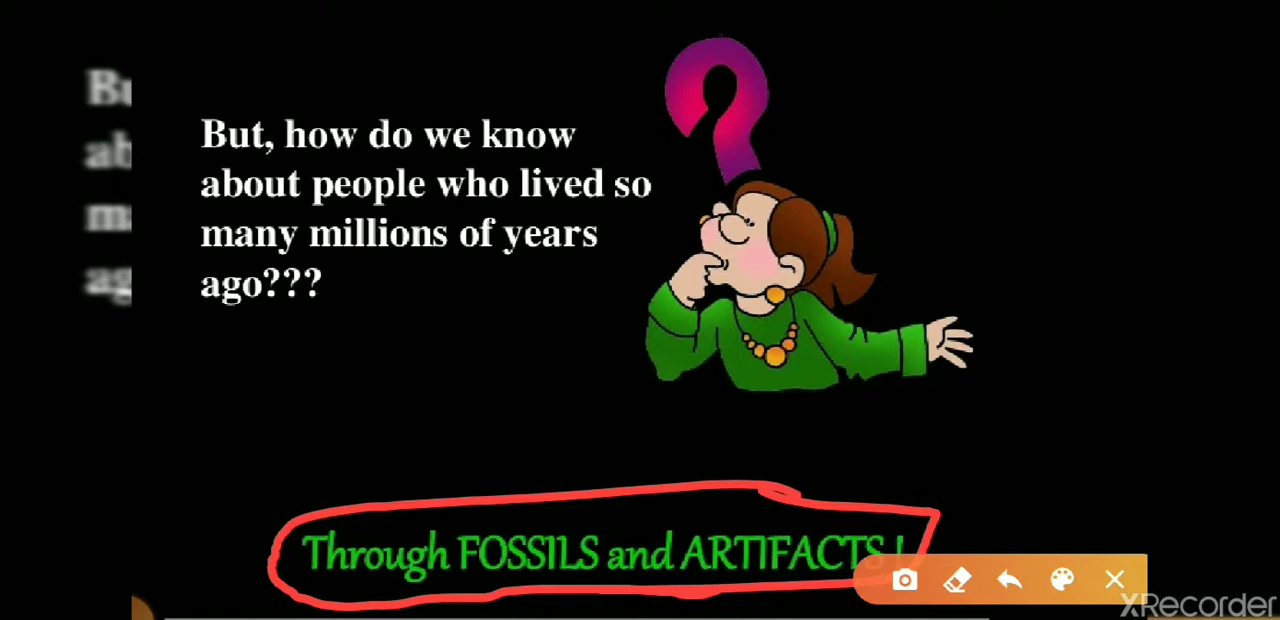 But, how do we know
about people who lived so
many millions of years
ago???
Through FOSSILS and ARTIFACTS !
XRecorder